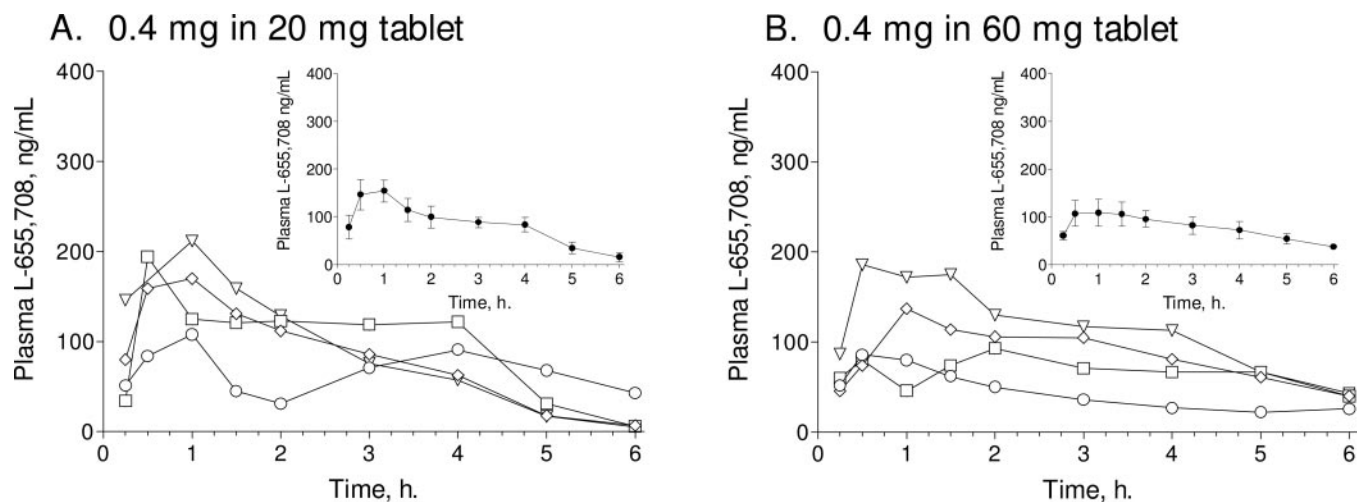 A. 0.4 mg in 20 mg tablet
Plasma L-655,708, ng/mL
400
300
200
100
0
0 1 2 3 4 5 6
Time, h.
Plasma L-655,708 ng/mL
400
300
200
100
0
0 1 2 3 4 5 6
Time, h.
B. 0.4 mg in 60 mg tablet
Plasma L-655,708, ng/mL
400
300
200
100
0
0 1 2 3 4 5 6
Time, h.
Plasma L-655,708 ng/mL
400
300
200
100
0
0 1 2 3 4 5 6
Time, h.